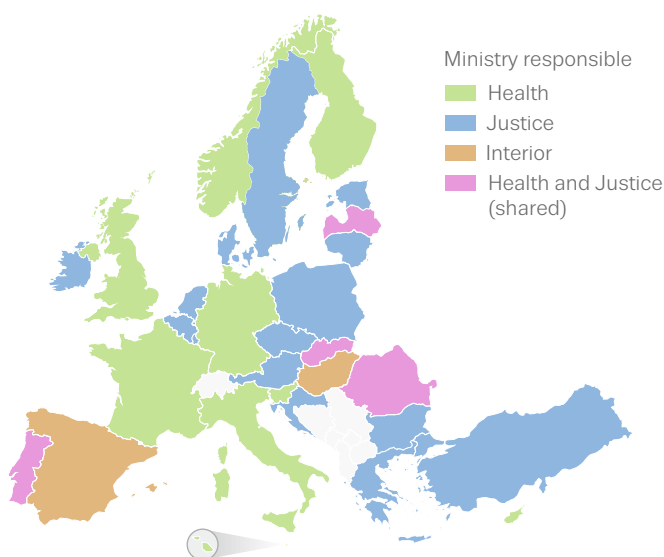 Ministry responsible
Health
Justice
Interior
Health and Justice
(shared)